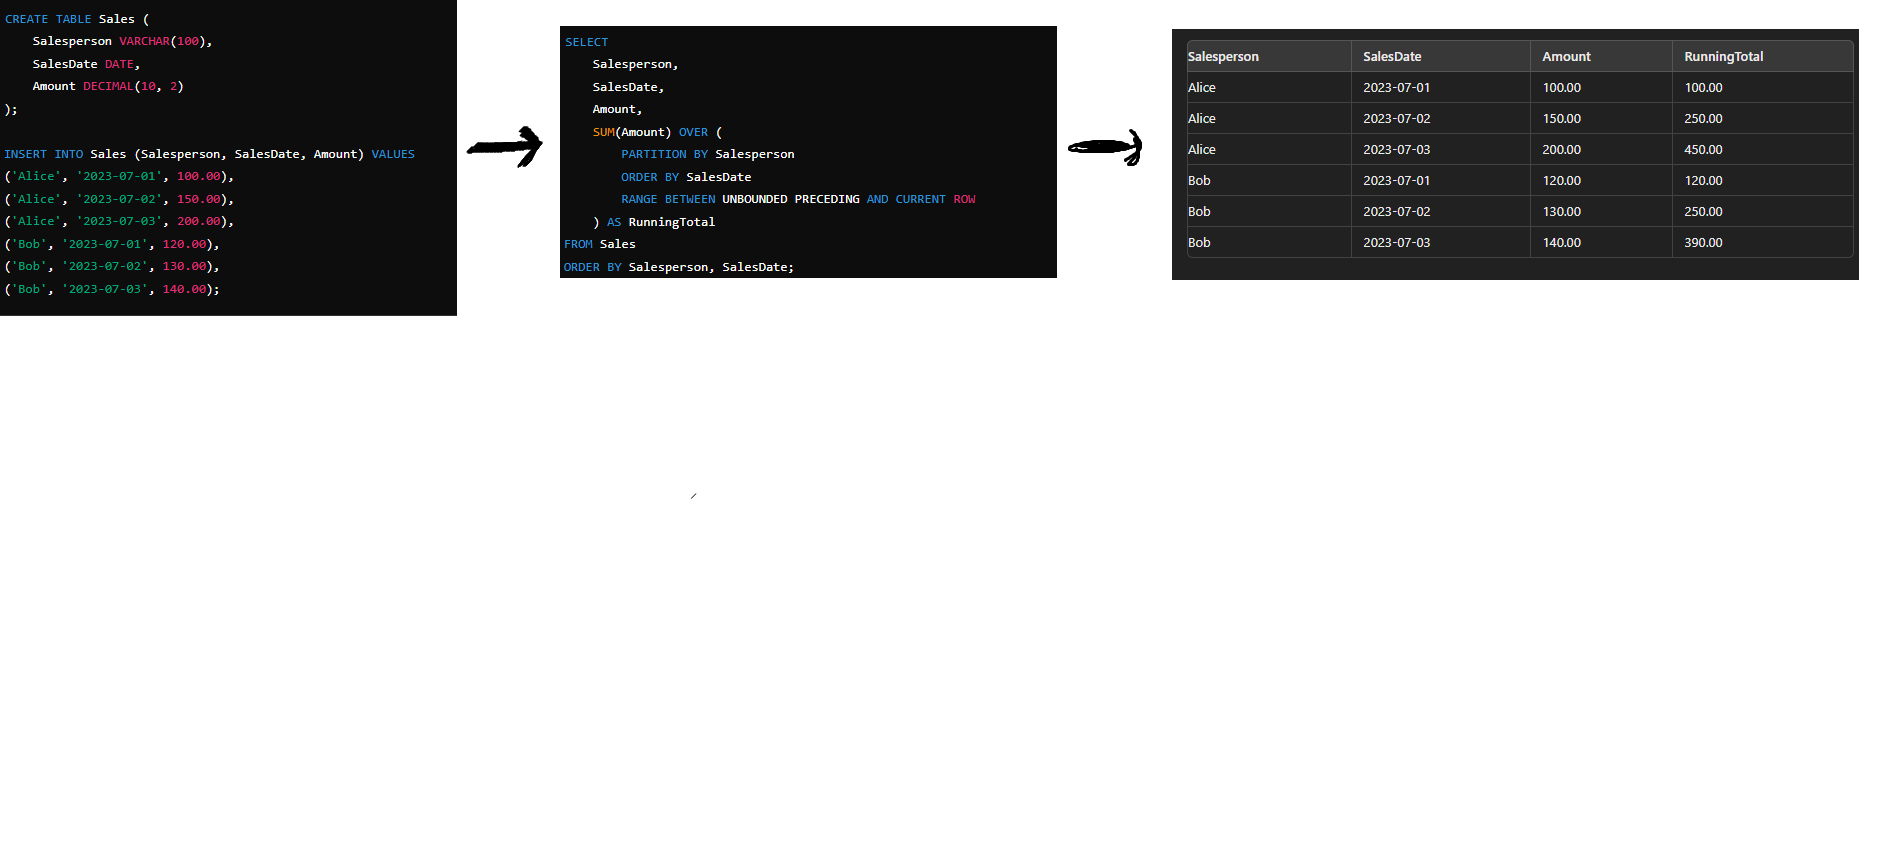 CREATE TABLE Sales (
    Salesperson VARCHAR(100),
    SalesDate DATE,
    Amount DECIMAL(10, 2)
);
INSERT INTO Sales (Salesperson, SalesDate, Amount) VALUES
('Alice', '2023-07-01', 100.00),
('Alice', '2023-07-02', 150.00),
('Alice', '2023-07-03', 200.00),
('Bob', '2023-07-01', 120.00),
('Bob', '2023-07-02', 130.00),
('Bob', '2023-07-03', 140.00);
SELECT
    Salesperson,
    SalesDate,
    Amount,
    SUM(Amount) OVER (
        PARTITION BY Salesperson
        ORDER BY SalesDate
        RANGE BETWEEN UNBOUNDED PRECEDING AND CURRENT ROW
    ) AS RunningTotal
FROM Sales
ORDER BY Salesperson, SalesDate;
Salesperson SalesDate Amount RunningTotal
Alice 2023-07-01 100.00 100.00
Alice 2023-07-02 150.00 250.00
Alice 2023-07-03 200.00 450.00
Bob 2023-07-01 120.00 120.00
Bob 2023-07-02 130.00 250.00
Bob 2023-07-03 140.00 390.00